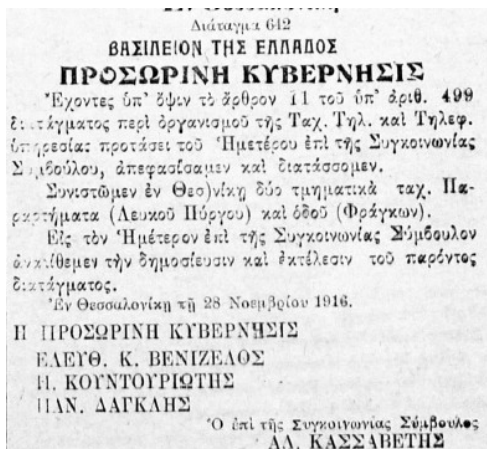 Διάταγμα 642
ΒΑΣΙΛΕΙΟΝ ΤΗΣ ΕΛΛΑΔΟΣ
ΠΡΟΣΩΡΙΝΗ ΚΥΒΕΡΝΗΣΙΣ
Ἔχοντες ὑπ' ὄψιν τὸ ἄρθρον 11 τοῦ ὑπ' ἀριθ. 499
διατάγματος περὶ ὀργανισμοῦ τῆς Ταχ. Τηλ. καὶ Τηλεφ.
ὑπηρεσίας προτάσει τοῦ Ἡμετέρου ἐπὶ τῆς Συγκοινωνίας
Συμβούλου, ἀπεφασίσαμεν καὶ διατάσσομεν.
Συνιστῶμεν ἐν Θεσ)νίκῃ δύο τμηματικὰ ταχ. Πα-
ραρτήματα (Λευκοῦ Πύργου) καὶ ὁδοῦ (Φράγκων).
Εἰς τὸν Ἡμέτερον ἐπὶ τῆς Συγκοινωνίας Σύμβουλον
ἀνατίθεμεν τὴν δημοσίευσιν καὶ ἐκτέλεσιν τοῦ παρόντος
διατάγματος.
Ἐν Θεσσαλονίκῃ τῇ 28 Νοεμβρίου 1916.
Η ΠΡΟΣΩΡΙΝΗ ΚΥΒΕΡΝΗΣΙΣ
ΕΛΕΥΘ. Κ. ΒΕΝΙΖΕΛΟΣ
Π. ΚΟΥΝΤΟΥΡΙΩΤΗΣ
ΠΑΝ. ΔΑΓΚΛΗΣ
Ὁ ἐπὶ τῆς Συγκοινωνίας Σύμβουλος
ΑΛ. ΚΑΣΣΑΒΕΤΗΣ